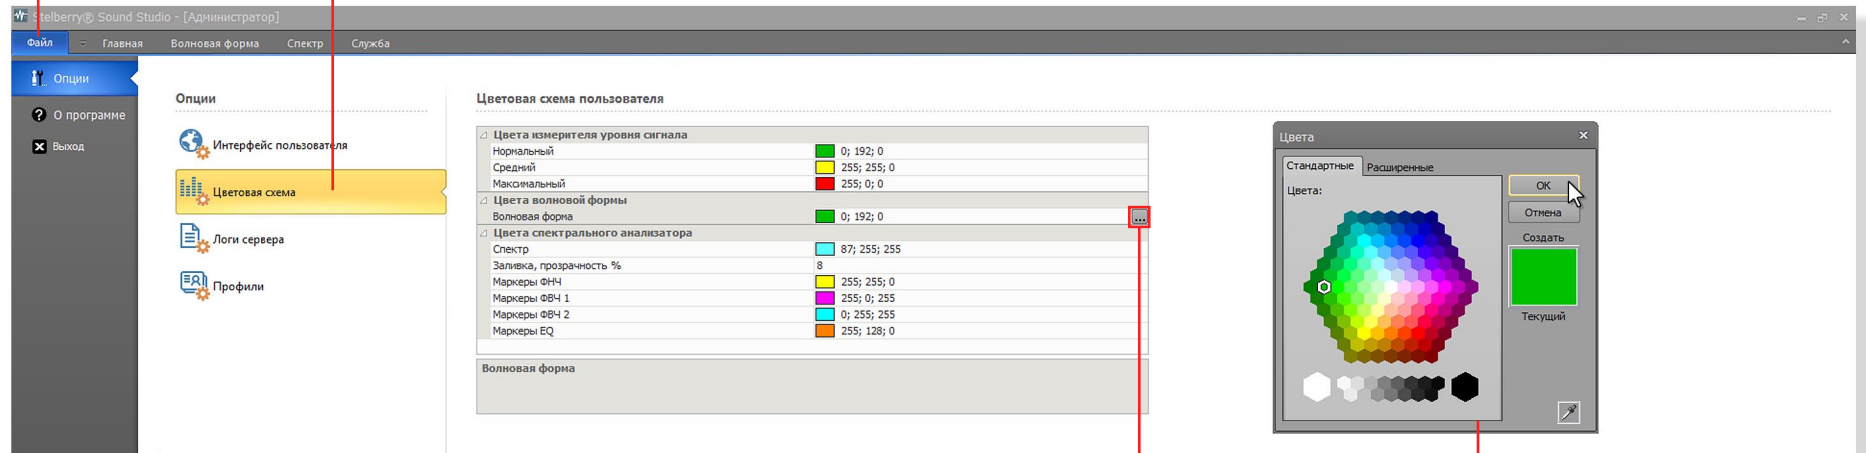 Stelberry® Sound Studio - [Администратор]
Файл Главная Волновая форма Спектр Служба
Опции
О программе
Выход
Опции
Интерфейс пользователя
Цветовая схема
Логи сервера
Профили
Цветовая схема пользователя
Цвета измерителя уровня сигнала
Нормальный 0; 192; 0
Средний 255; 255; 0
Максимальный 255; 0; 0
Цвета волновой формы
Волновая форма 0; 192; 0 ...
Цвета спектрального анализатора
Спектр 87; 255; 255
Заливка, прозрачность % 8
Маркеры ФНЧ 255; 255; 0
Маркеры ФВЧ 1 255; 0; 255
Маркеры ФВЧ 2 0; 255; 255
Маркеры EQ 255; 128; 0
Волновая форма
Цвета
Стандартные Расширенные
Цвета:
OK
Отмена
Создать
Текущий